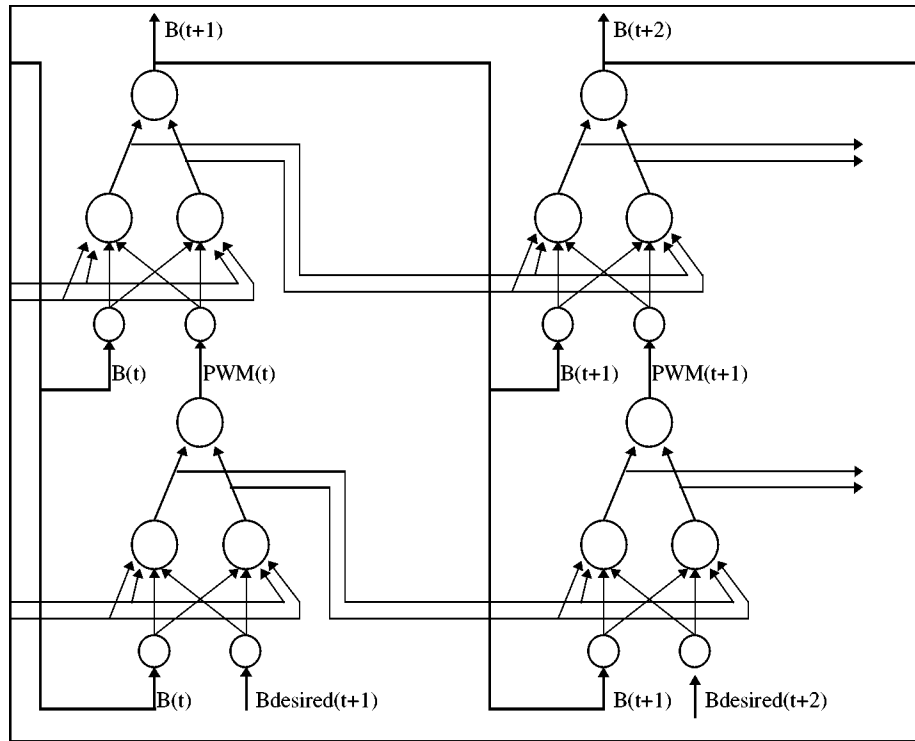 B(t+1)
B(t+2)
B(t)
PWM(t)
B(t+1)
PWM(t+1)
B(t)
Bdesired(t+1)
B(t+1)
Bdesired(t+2)